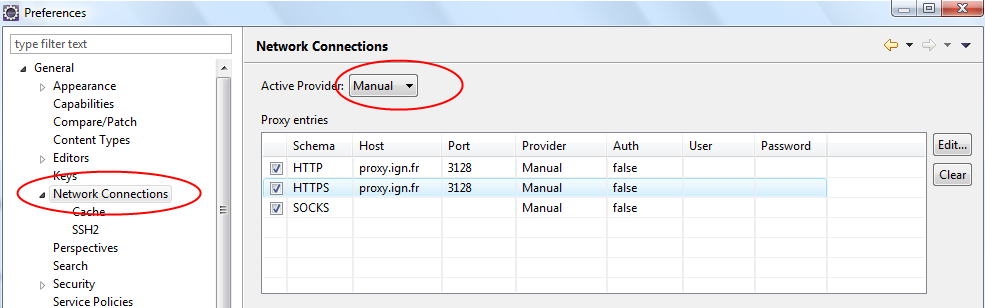 Preferences
type filter text
General
Appearance
Capabilities
Compare/Patch
Content Types
Editors
Keys
Network Connections
Cache
SSH2
Perspectives
Search
Security
Service Policies
Network Connections
Active Provider: Manual
Proxy entries
Schema Host Port Provider Auth User Password
HTTP proxy.ign.fr 3128 Manual false
HTTPS proxy.ign.fr 3128 Manual false
SOCKS Manual false
Edit...
Clear